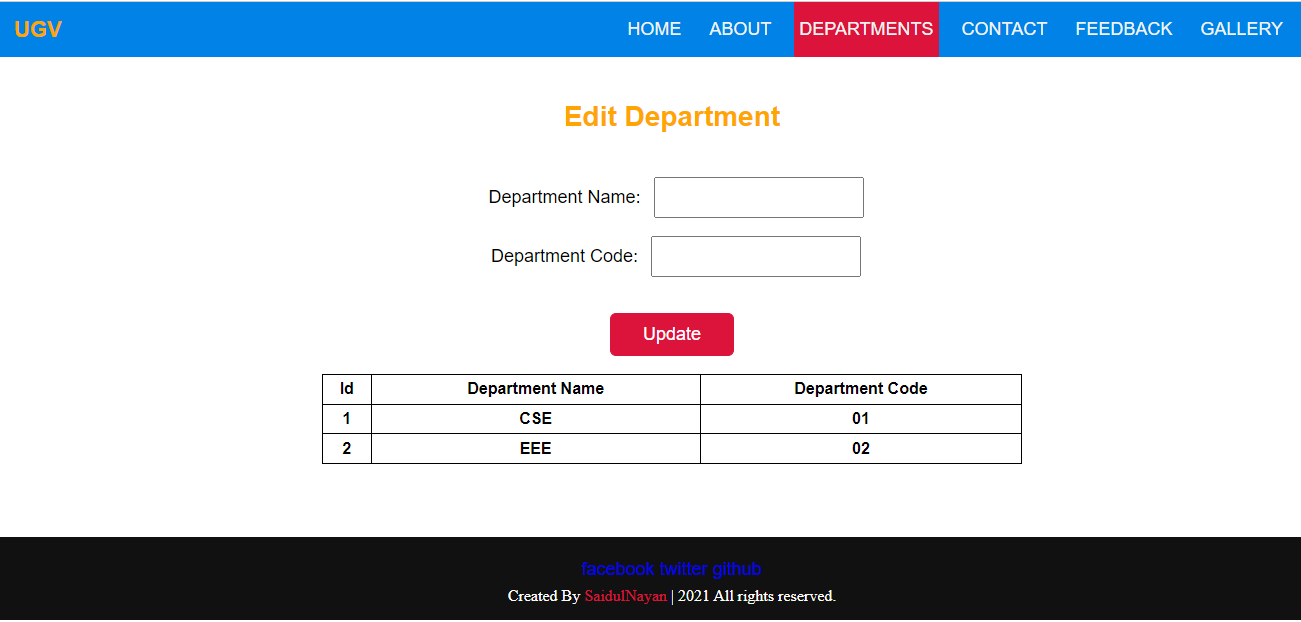 UGV HOME ABOUT DEPARTMENTS CONTACT FEEDBACK GALLERY
Edit Department
Department Name:
Department Code:
Update
Id Department Name Department Code
1 CSE 01
2 EEE 02
facebook twitter github
Created By SaidulNayan | 2021 All rights reserved.